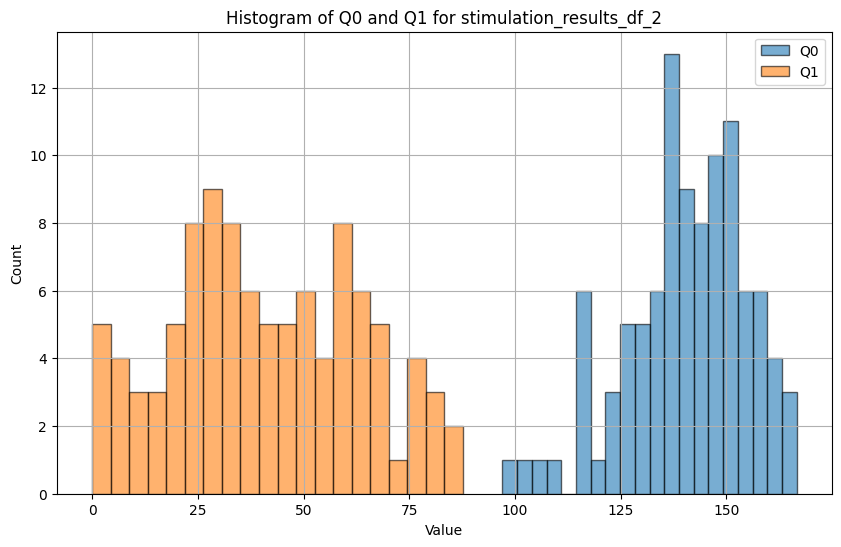 Histogram of Q0 and Q1 for stimulation_results_df_2
Q0
Q1
Count
12
10
8
6
4
2
0
0 25 50 75 100 125 150
Value